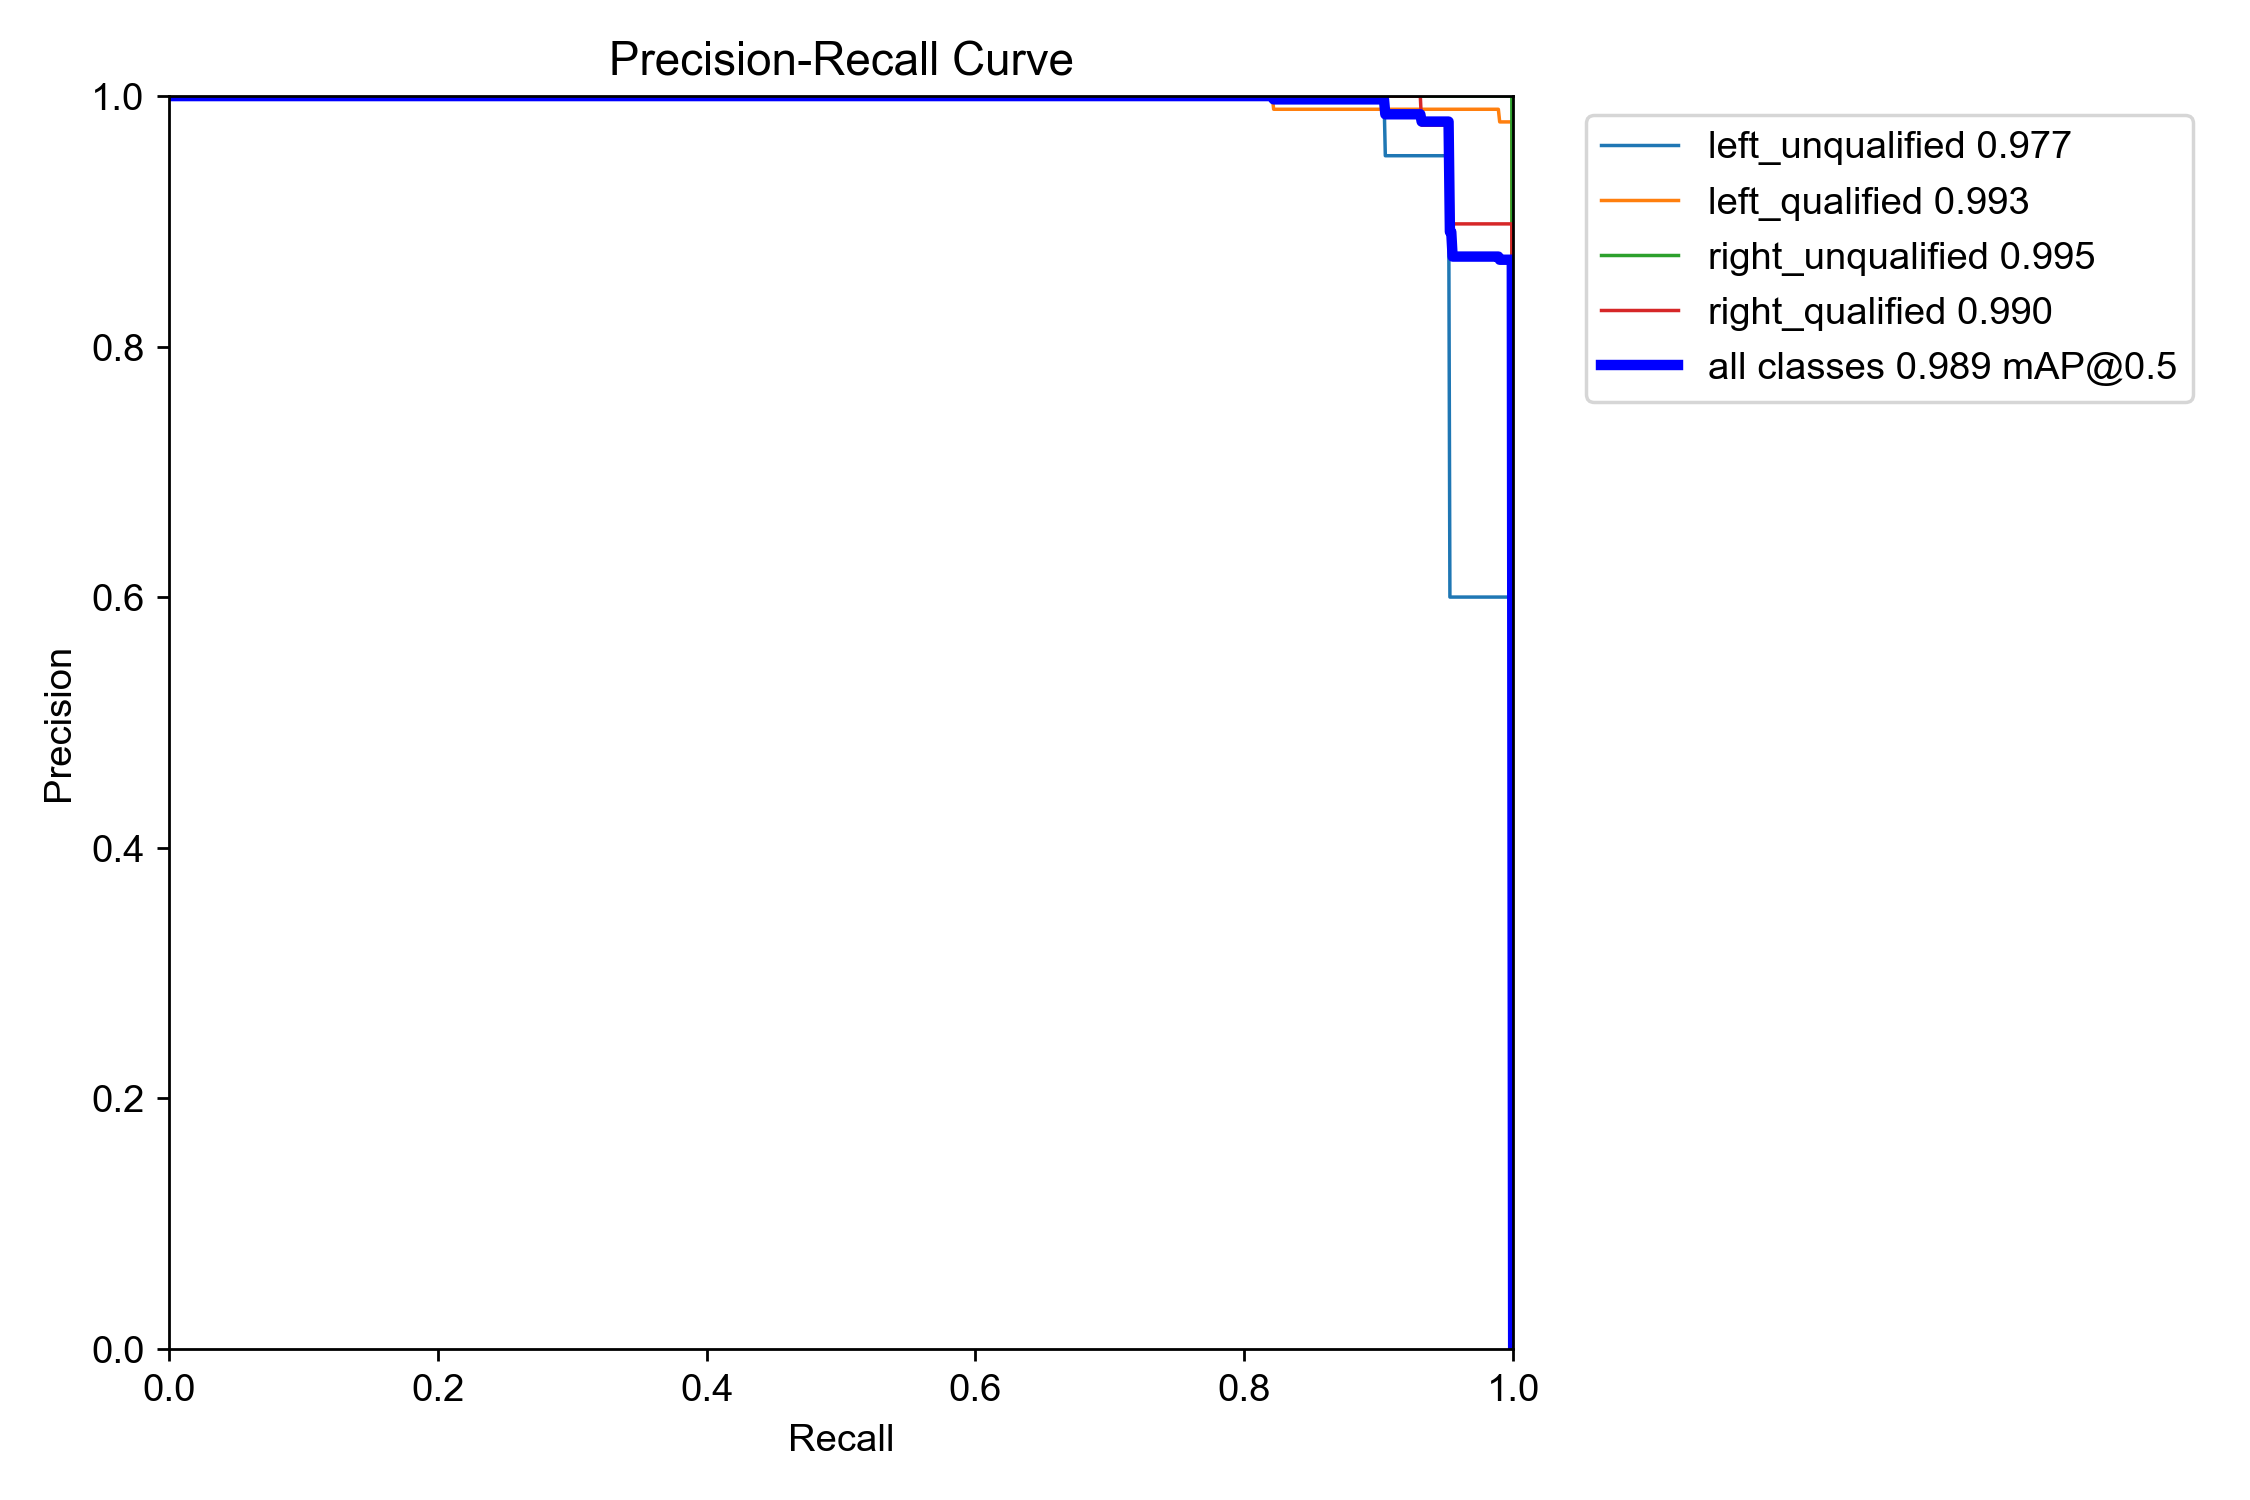 Precision-Recall Curve
1.0
0.8
0.6
0.4
0.2
0.0
Precision
0.0 0.2 0.4 0.6 0.8 1.0
Recall
left_unqualified 0.977
left_qualified 0.993
right_unqualified 0.995
right_qualified 0.990
all classes 0.989 mAP@0.5